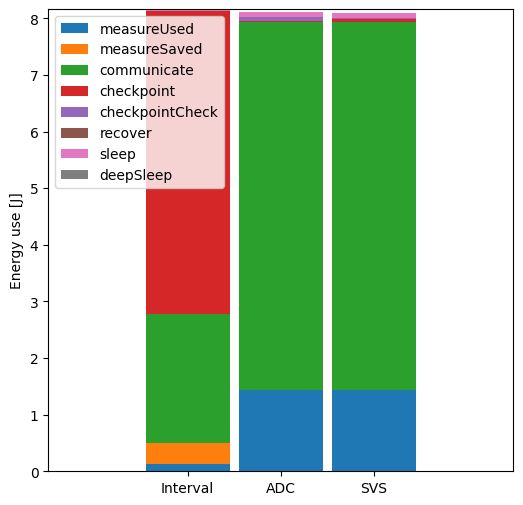 8
7
6
5
4
3
2
1
0
Energy use [J]
measureUsed
measureSaved
communicate
checkpoint
checkpointCheck
recover
sleep
deepSleep
Interval
ADC
SVS